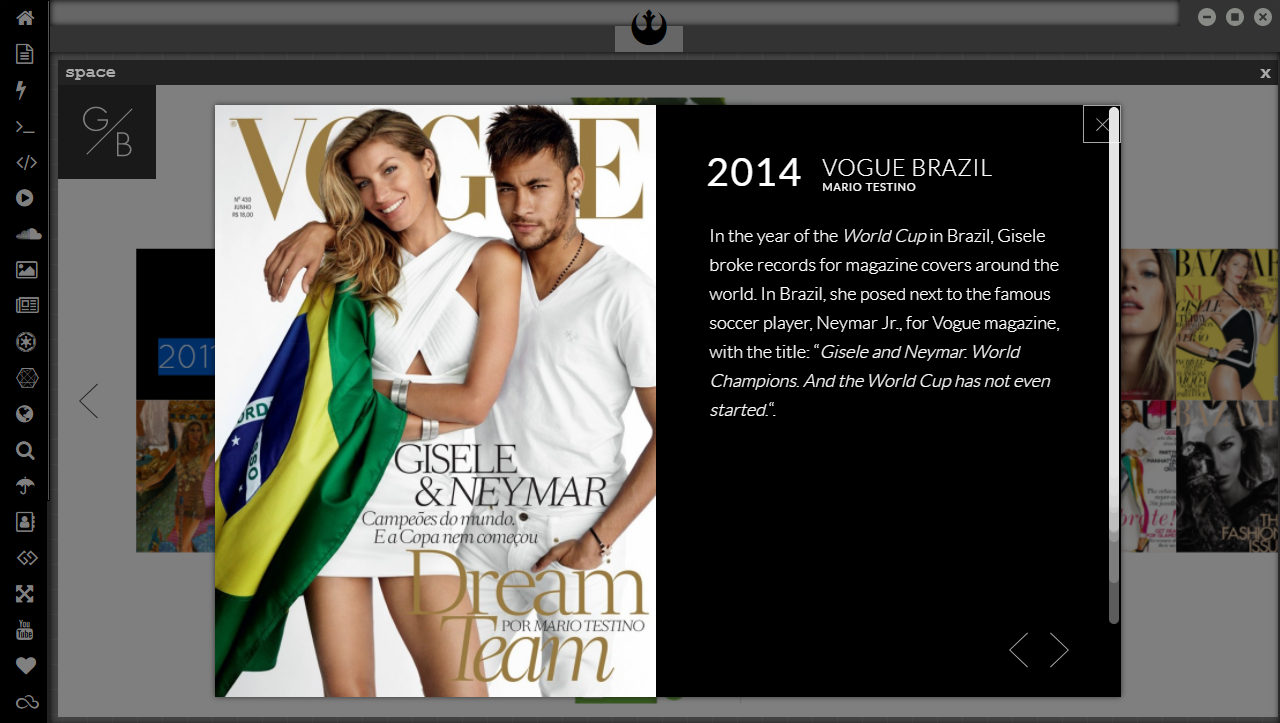 space
x
G
B
201
VOGUE
Nº 430
JUNHO
R$ 18,00
GISELE
& NEYMAR
Campeões do mundo.
E a Copa nem começou
Dream
POR MARIO TESTINO
Team
2014 VOGUE BRAZIL
MARIO TESTINO
In the year of the World Cup in Brazil, Gisele
broke records for magazine covers around the
world. In Brazil, she posed next to the famous
soccer player, Neymar Jr., for Vogue magazine,
with the title: “Gisele and Neymar. World
Champions. And the World Cup has not even
started.“.
BAZAAR
GISELE
You
Tube